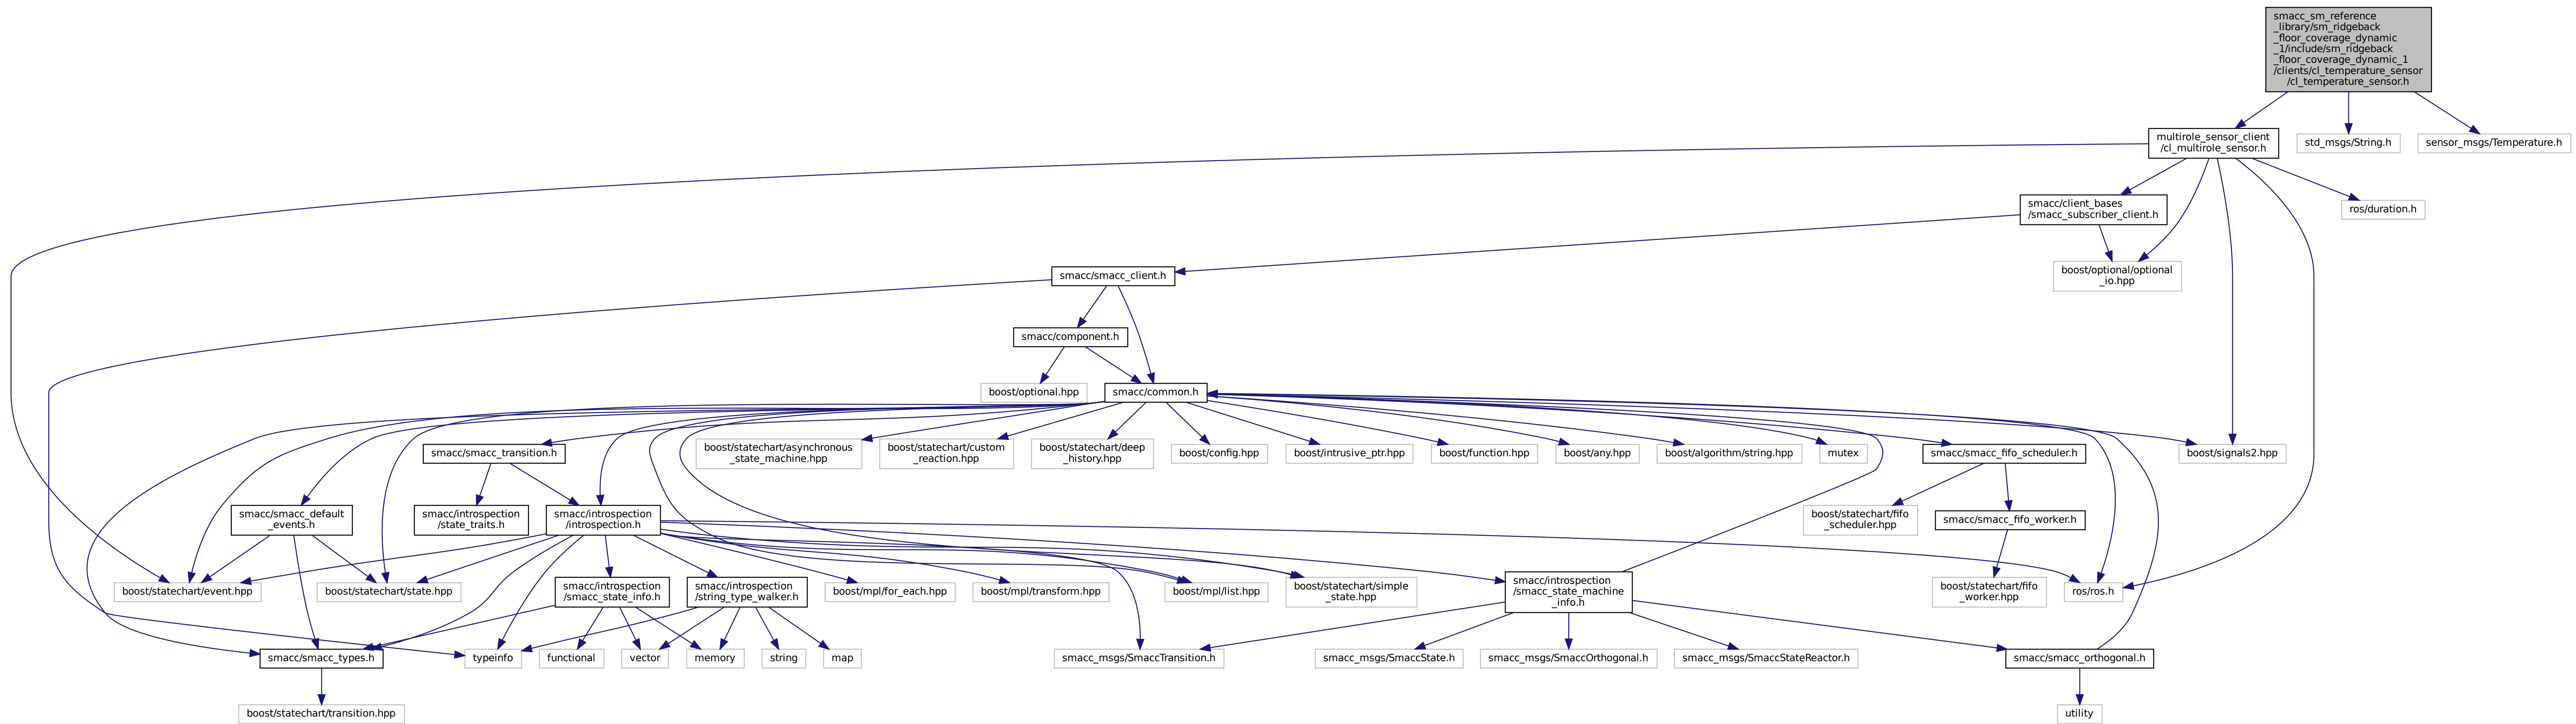 smacc_sm_reference
_library/sm_ridgeback
_floor_coverage_dynamic
_1/include/sm_ridgeback
_floor_coverage_dynamic_1
/clients/cl_temperature_sensor
/cl_temperature_sensor.h
multirole_sensor_client
/cl_multirole_sensor.h
std_msgs/String.h
sensor_msgs/Temperature.h
smacc/client_bases
/smacc_subscriber_client.h
ros/duration.h
smacc/smacc_client.h
boost/optional/optional
_io.hpp
smacc/component.h
boost/optional.hpp
smacc/common.h
smacc/smacc_transition.h
boost/statechart/asynchronous
_state_machine.hpp
boost/statechart/custom
_reaction.hpp
boost/statechart/deep
_history.hpp
boost/config.hpp
boost/intrusive_ptr.hpp
boost/function.hpp
boost/any.hpp
boost/algorithm/string.hpp
mutex
smacc/smacc_fifo_scheduler.h
boost/signals2.hpp
smacc/smacc_default
_events.h
smacc/introspection
/state_traits.h
smacc/introspection
/introspection.h
boost/statechart/fifo
_scheduler.hpp
smacc/smacc_fifo_worker.h
boost/statechart/event.hpp
boost/statechart/state.hpp
smacc/introspection
/smacc_state_info.h
smacc/introspection
/string_type_walker.h
boost/mpl/for_each.hpp
boost/mpl/transform.hpp
boost/mpl/list.hpp
boost/statechart/simple
_state.hpp
smacc/introspection
/smacc_state_machine
_info.h
boost/statechart/fifo
_worker.hpp
ros/ros.h
smacc/smacc_types.h
typeinfo
functional
vector
memory
string
map
smacc_msgs/SmaccTransition.h
smacc_msgs/SmaccState.h
smacc_msgs/SmaccOrthogonal.h
smacc_msgs/SmaccStateReactor.h
smacc/smacc_orthogonal.h
boost/statechart/transition.hpp
utility